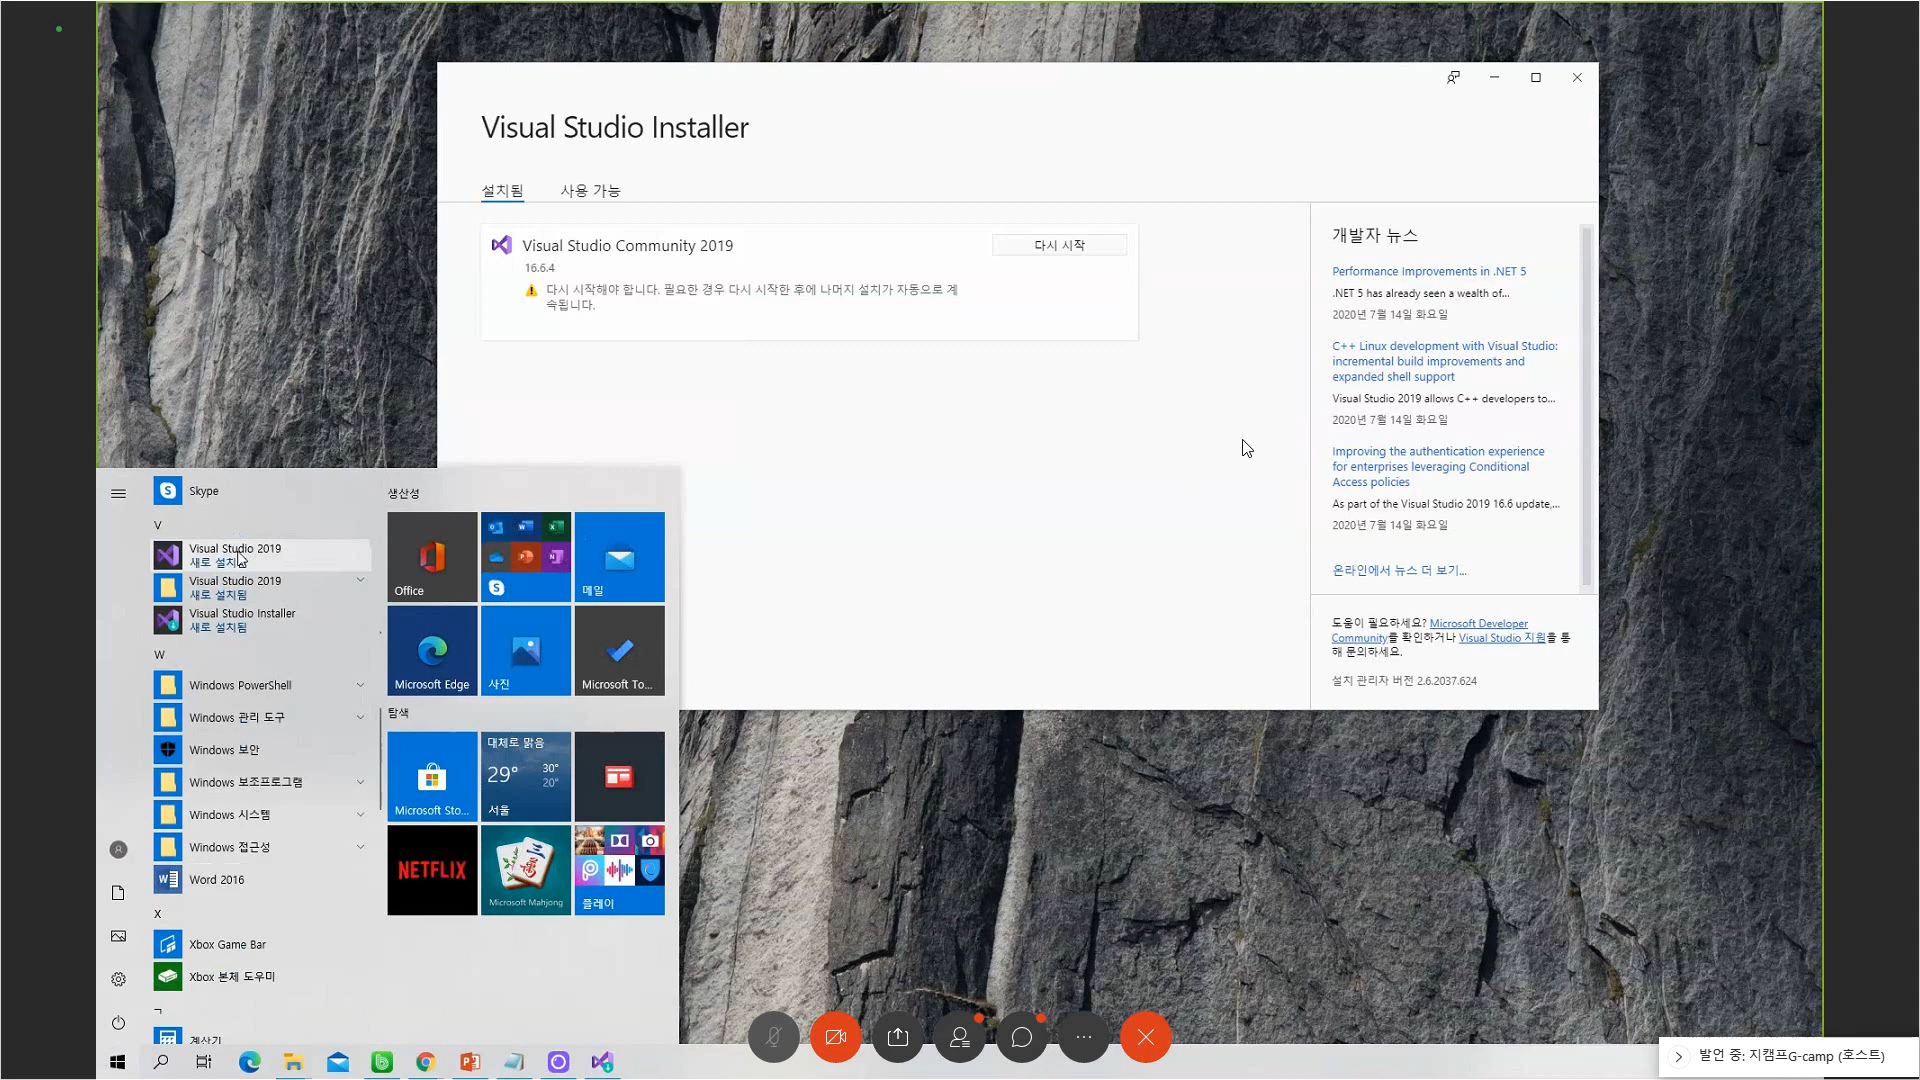 Visual Studio Installer
설치됨
사용 가능
Visual Studio Community 2019
다시 시작
16.6.4
다시 시작해야 합니다. 필요한 경우 다시 시작한 후에 나머지 설치가 자동으로 계
속됩니다.
개발자 뉴스
Performance Improvements in .NET 5
.NET 5 has already seen a wealth of...
2020년 7월 14일 화요일
C++ Linux development with Visual Studio:
incremental build improvements and
expanded shell support
Visual Studio 2019 allows C++ developers to...
2020년 7월 14일 화요일
Improving the authentication experience
for enterprises leveraging Conditional
Access policies
As part of the Visual Studio 2019 16.6 update,...
2020년 7월 14일 화요일
온라인에서 뉴스 더 보기...
도움이 필요하세요? Microsoft Developer
Community를 확인하거나 Visual Studio 지원을 통
해 문의하세요.
설치 관리자 버전 2.6.2037.624
Skype
V
Visual Studio 2019
새로 설치됨
Visual Studio 2019
새로 설치됨
Visual Studio Installer
새로 설치됨
W
Windows PowerShell
Windows 관리 도구
Windows 보안
Windows 보조프로그램
Windows 시스템
Windows 접근성
Word 2016
X
Xbox Game Bar
Xbox 본체 도우미
ㄱ
계산기
생산성
Office
메일
Microsoft Edge
사진
Microsoft To...
탐색
Microsoft Sto...
대체로 맑음
29° 30°
20°
서울
NETFLIX
Microsoft Mahjong
플레이
발언 중: 지캠프G-camp (호스트)